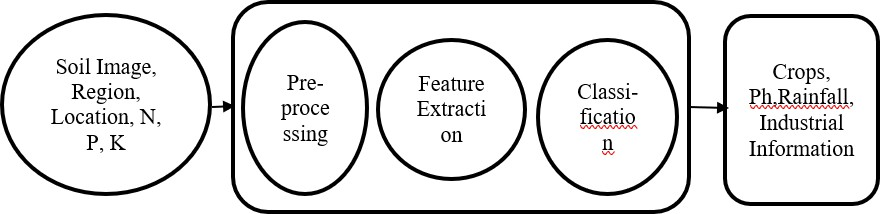 Soil Image,
Region,
Location, N,
P, K
Pre-
proce
ssing
Feature
Extracti
on
Classi-
ficatio
n
Crops,
Ph.Rainfall,
Industrial
Information